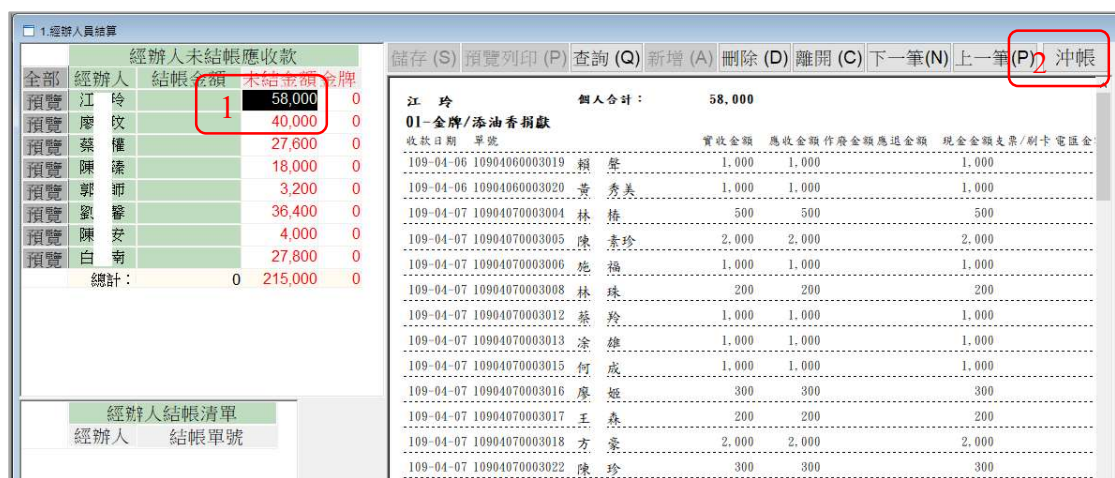 1.經辦人員結算
經辦人未結帳應收款
全部 經辦人 結帳金額 未結金額 金牌
預覽 江 玲 58,000 0
預覽 廖 玟 40,000 0
預覽 蔡 權 27,600 0
預覽 陳 臻 18,000 0
預覽 郭 師 3,200 0
預覽 劉 馨 36,400 0
預覽 陳 安 4,000 0
預覽 白 南 27,800 0
總計： 0 215,000 0
1
經辦人結帳清單
經辦人 結帳單號
儲存 (S) 預覽列印 (P) 查詢 (Q) 新增 (A) 刪除 (D) 離開 (C) 下一筆(N) 上一筆(P) 沖帳
2
江 玲 個人合計： 58,000
01-金牌/添油香捐獻
收款日期 單號 實收金額 應收金額 作廢金額 應退金額 現金金額 支票/刷卡 電匯金
109-04-06 10904060003019 賴 聲 1,000 1,000 1,000
109-04-06 10904060003020 黃 秀美 1,000 1,000 1,000
109-04-07 10904070003004 林 椿 500 500 500
109-04-07 10904070003005 陳 素珍 2,000 2,000 2,000
109-04-07 10904070003006 施 福 1,000 1,000 1,000
109-04-07 10904070003008 林 珠 200 200 200
109-04-07 10904070003012 蔡 羚 1,000 1,000 1,000
109-04-07 10904070003013 凃 雄 1,000 1,000 1,000
109-04-07 10904070003015 何 成 1,000 1,000 1,000
109-04-07 10904070003016 廖 姬 300 300 300
109-04-07 10904070003017 王 森 200 200 200
109-04-07 10904070003018 方 豪 2,000 2,000 2,000
109-04-07 10904070003022 陳 珍 300 300 300